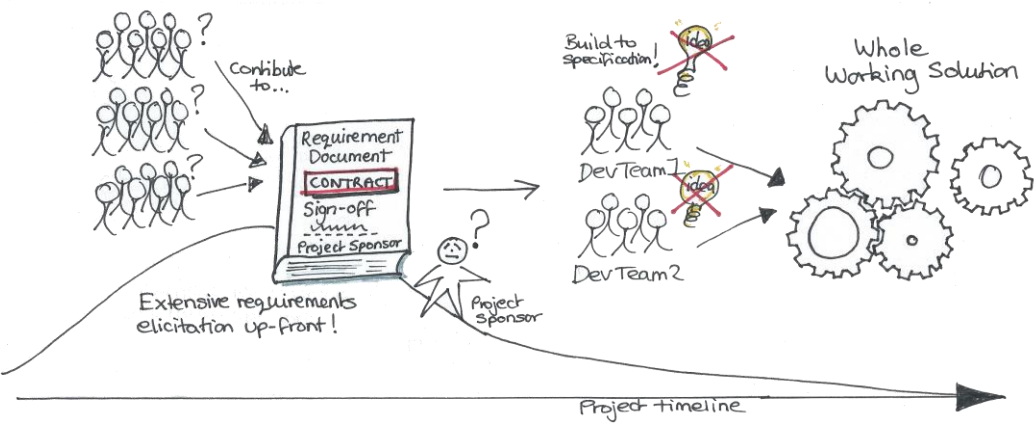 ?
?
?
Contribute
to...
Requirement
Document
CONTRACT
Sign-off
Project Sponsor
?
Project
Sponsor
Extensive requirements
elicitation up-front!
Build to
specification!
idea
DevTeam1
idea
DevTeam2
Whole
Working Solution
Project timeline